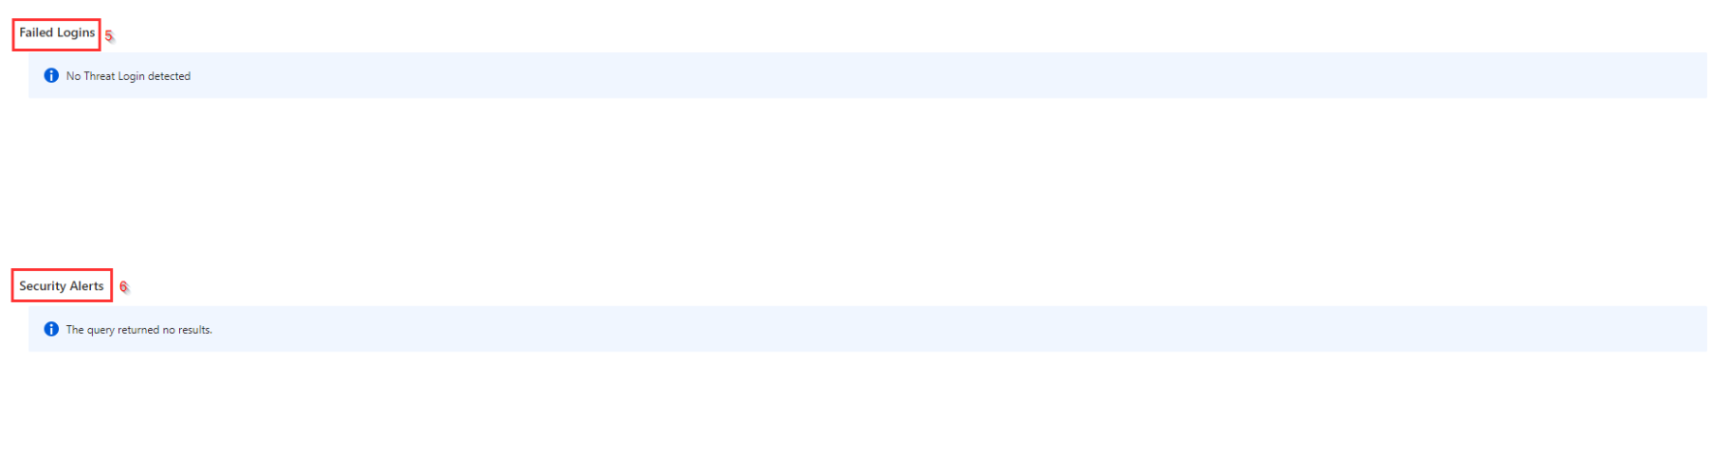 Failed Logins 5
No Threat Login detected
Security Alerts 6
The query returned no results.